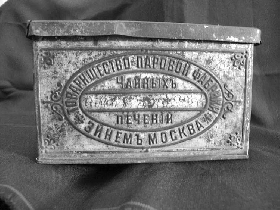 ТОВАРИЩЕСТВО ПАРОВОЙ ФАБРИКИ
ЧАЙНЫХЪ
ПЕЧЕНІЙ
ЭЙНЕМЪ МОСКВА